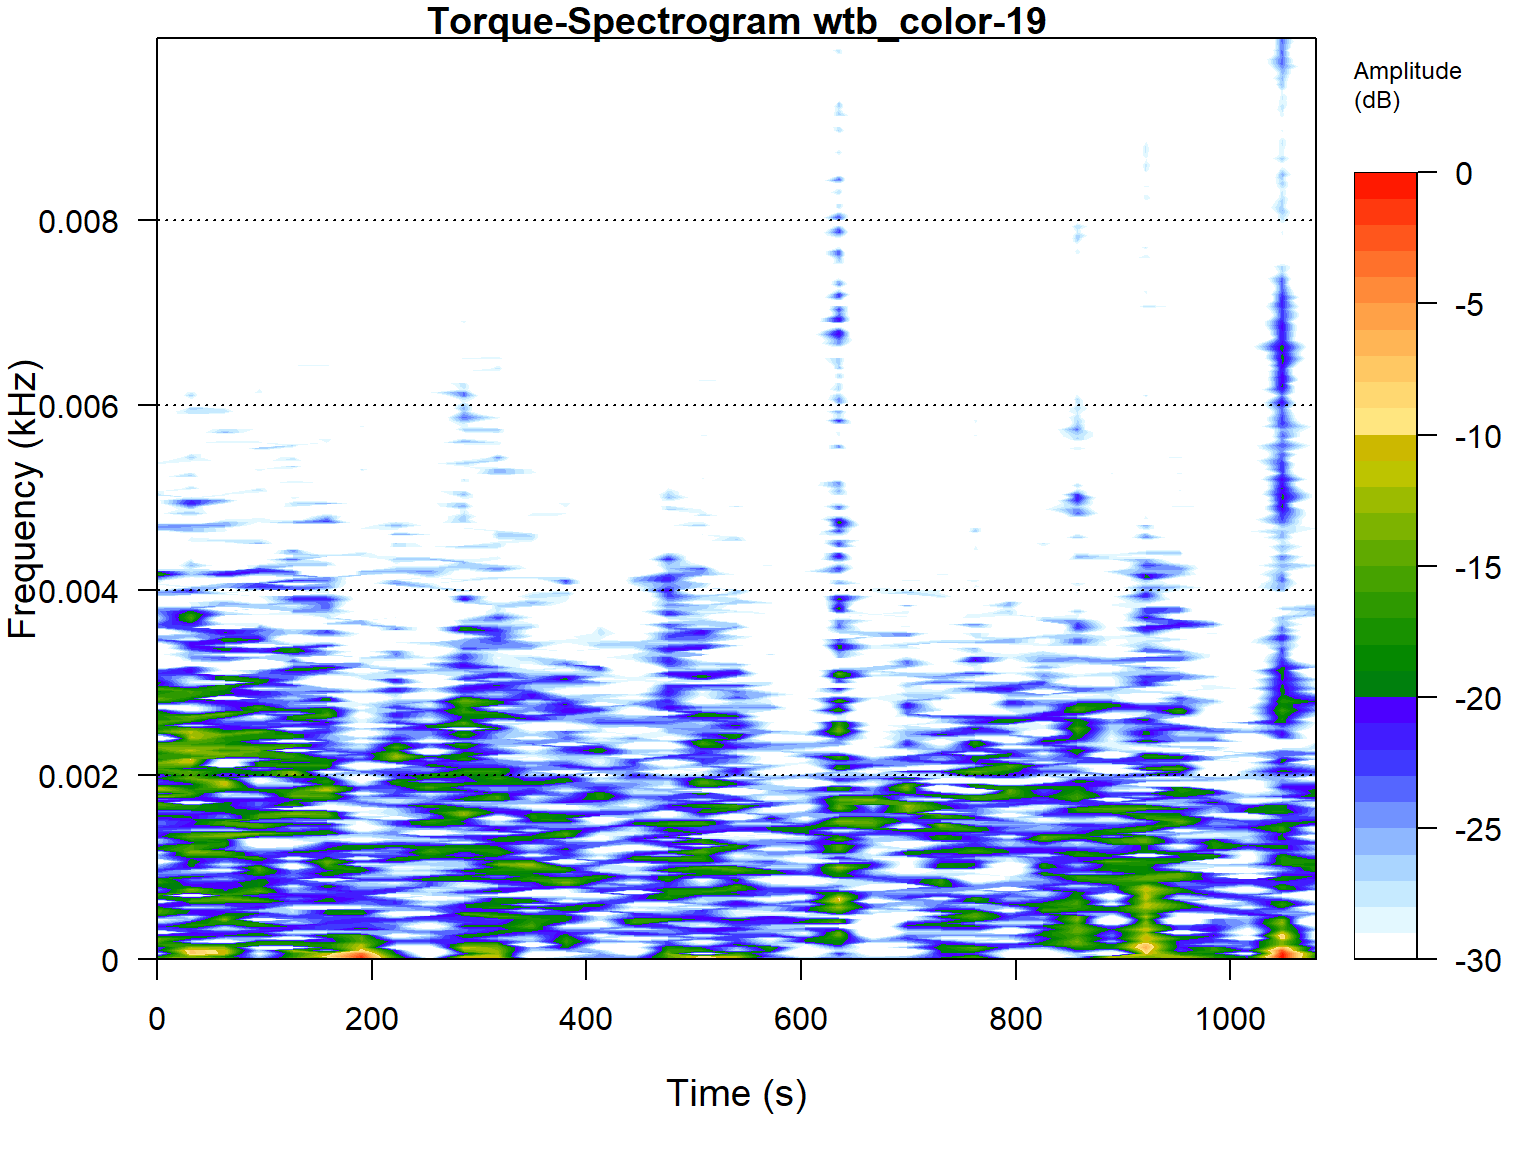 Torque-Spectrogram wtb_color-19
Amplitude
(dB)
0
-5
-10
-15
-20
-25
-30
Frequency (kHz)
0.008
0.006
0.004
0.002
0
0 200 400 600 800 1000
Time (s)